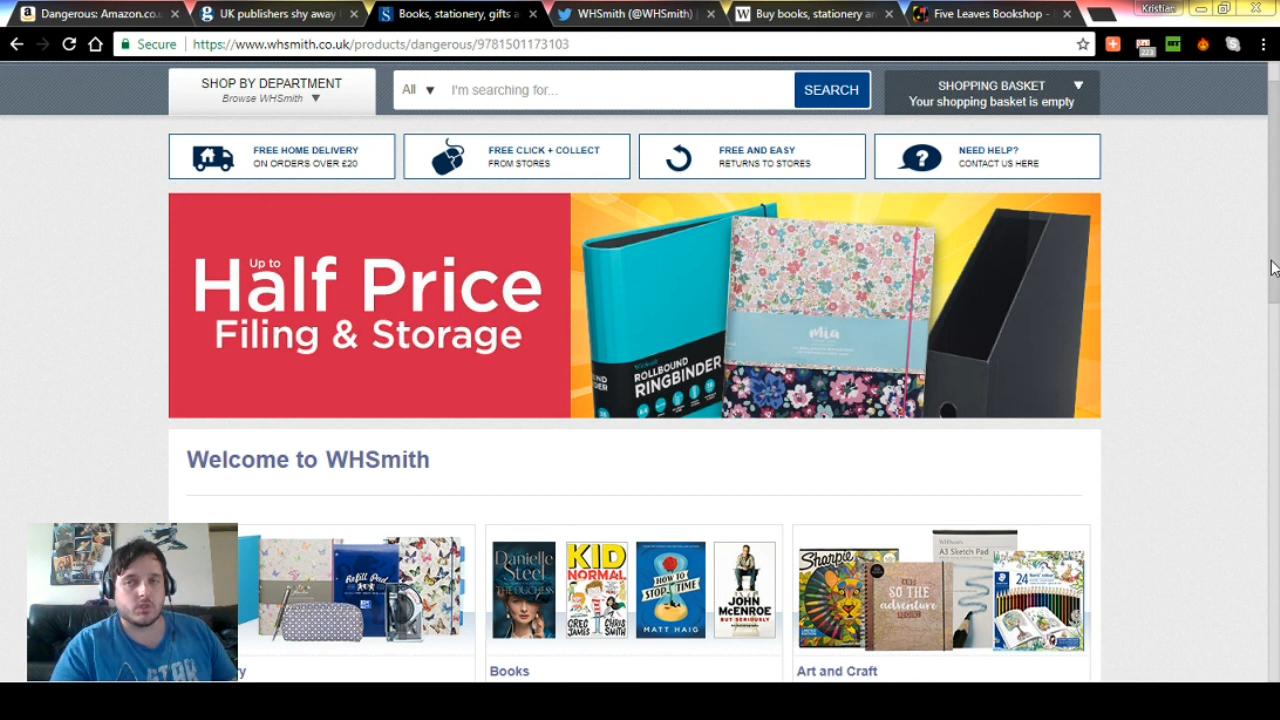 Dangerous: Amazon.co.
UK publishers shy away
Books, stationery, gifts a
WHSmith (@WHSmith) |
Buy books, stationery an
Five Leaves Bookshop -
Kristian
Secure
https://www.whsmith.co.uk/products/dangerous/9781501173103
223
SHOP BY DEPARTMENT
Browse WHSmith ▼
All ▼
I'm searching for...
SEARCH
SHOPPING BASKET ▼
Your shopping basket is empty
FREE HOME DELIVERY
ON ORDERS OVER £20
FREE CLICK + COLLECT
FROM STORES
FREE AND EASY
RETURNS TO STORES
NEED HELP?
CONTACT US HERE
Up to
Half Price
Filing & Storage
ROLLBOUND
RINGBINDER
mia
Welcome to WHSmith
Refill Pad
Danielle
Steel
THE DUCHESS
KID
NORMAL
GREG
JAMES
CHRIS
SMITH
HOW TO
STOP
TIME
MATT HAIG
JOHN
McENROE
BUT SERIOUSLY
Sharpie
A3 Sketch Pad
AND
SO THE
adventure
BEGINS
24
ry
Books
Art and Craft
STAR